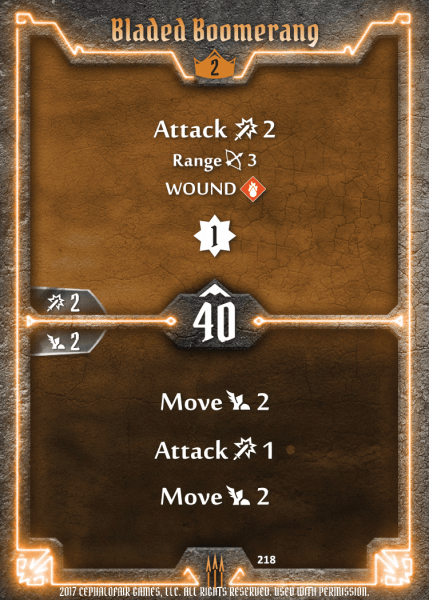 Bladed Boomerang
2
Attack 2
Range 3
WOUND
1
2
40
2
Move 2
Attack 1
Move 2
218
2017 CEPHALOFAIR GAMES, LLC. ALL RIGHTS RESERVED. USED WITH PERMISSION.